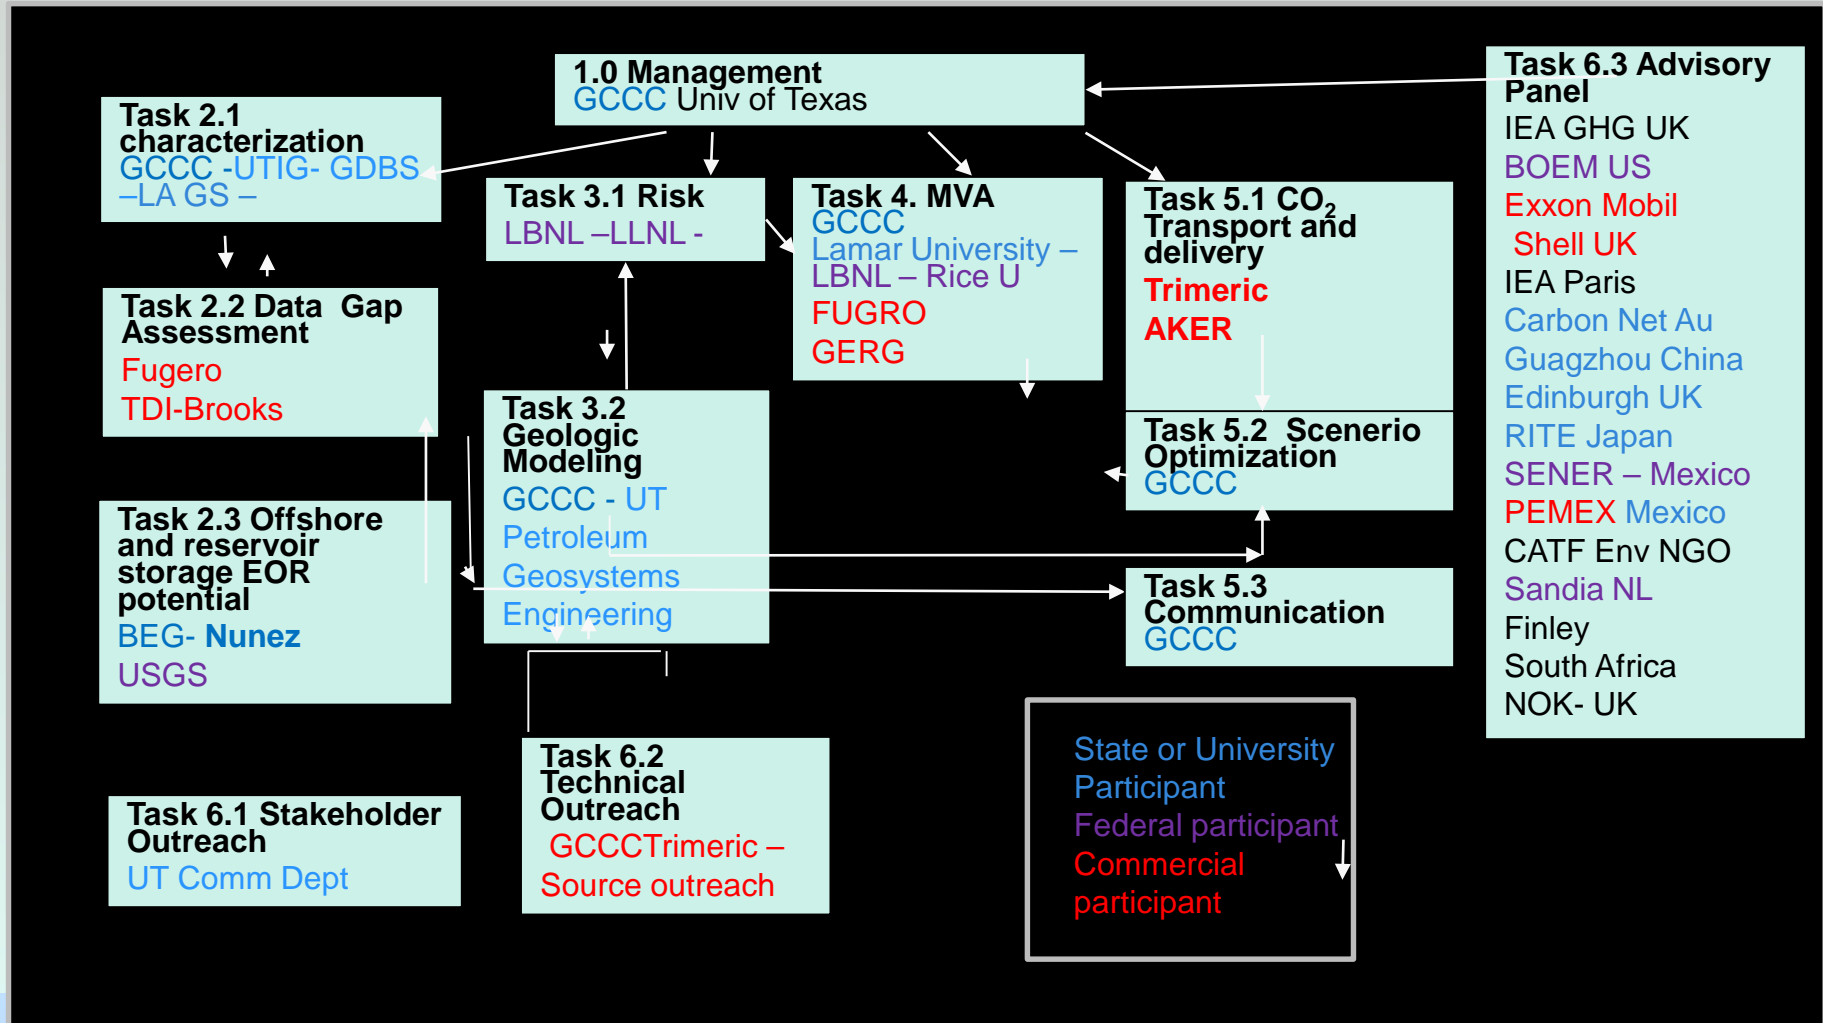 1.0 Management
GCCC Univ of Texas
Task 2.1
characterization
GCCC -UTIG- GDBS
–LA GS –
Task 3.1 Risk
LBNL –LLNL -
Task 4. MVA
GCCC
Lamar University –
LBNL – Rice U
FUGRO
GERG
Task 5.1 CO₂
Transport and
delivery
Trimeric
AKER
Task 6.3 Advisory
Panel
IEA GHG UK
BOEM US
Exxon Mobil
Shell UK
IEA Paris
Carbon Net Au
Guagzhou China
Edinburgh UK
RITE Japan
SENER – Mexico
PEMEX Mexico
CATF Env NGO
Sandia NL
Finley
South Africa
NOK- UK
Task 2.2 Data Gap
Assessment
Fugero
TDI-Brooks
Task 3.2
Geologic
Modeling
GCCC - UT
Petroleum
Geosystems
Engineering
Task 5.2 Scenerio
Optimization
GCCC
Task 2.3 Offshore
and reservoir
storage EOR
potential
BEG- Nunez
USGS
Task 5.3
Communication
GCCC
Task 6.1 Stakeholder
Outreach
UT Comm Dept
Task 6.2
Technical
Outreach
GCCCTrimeric –
Source outreach
State or University
Participant
Federal participant
Commercial
participant